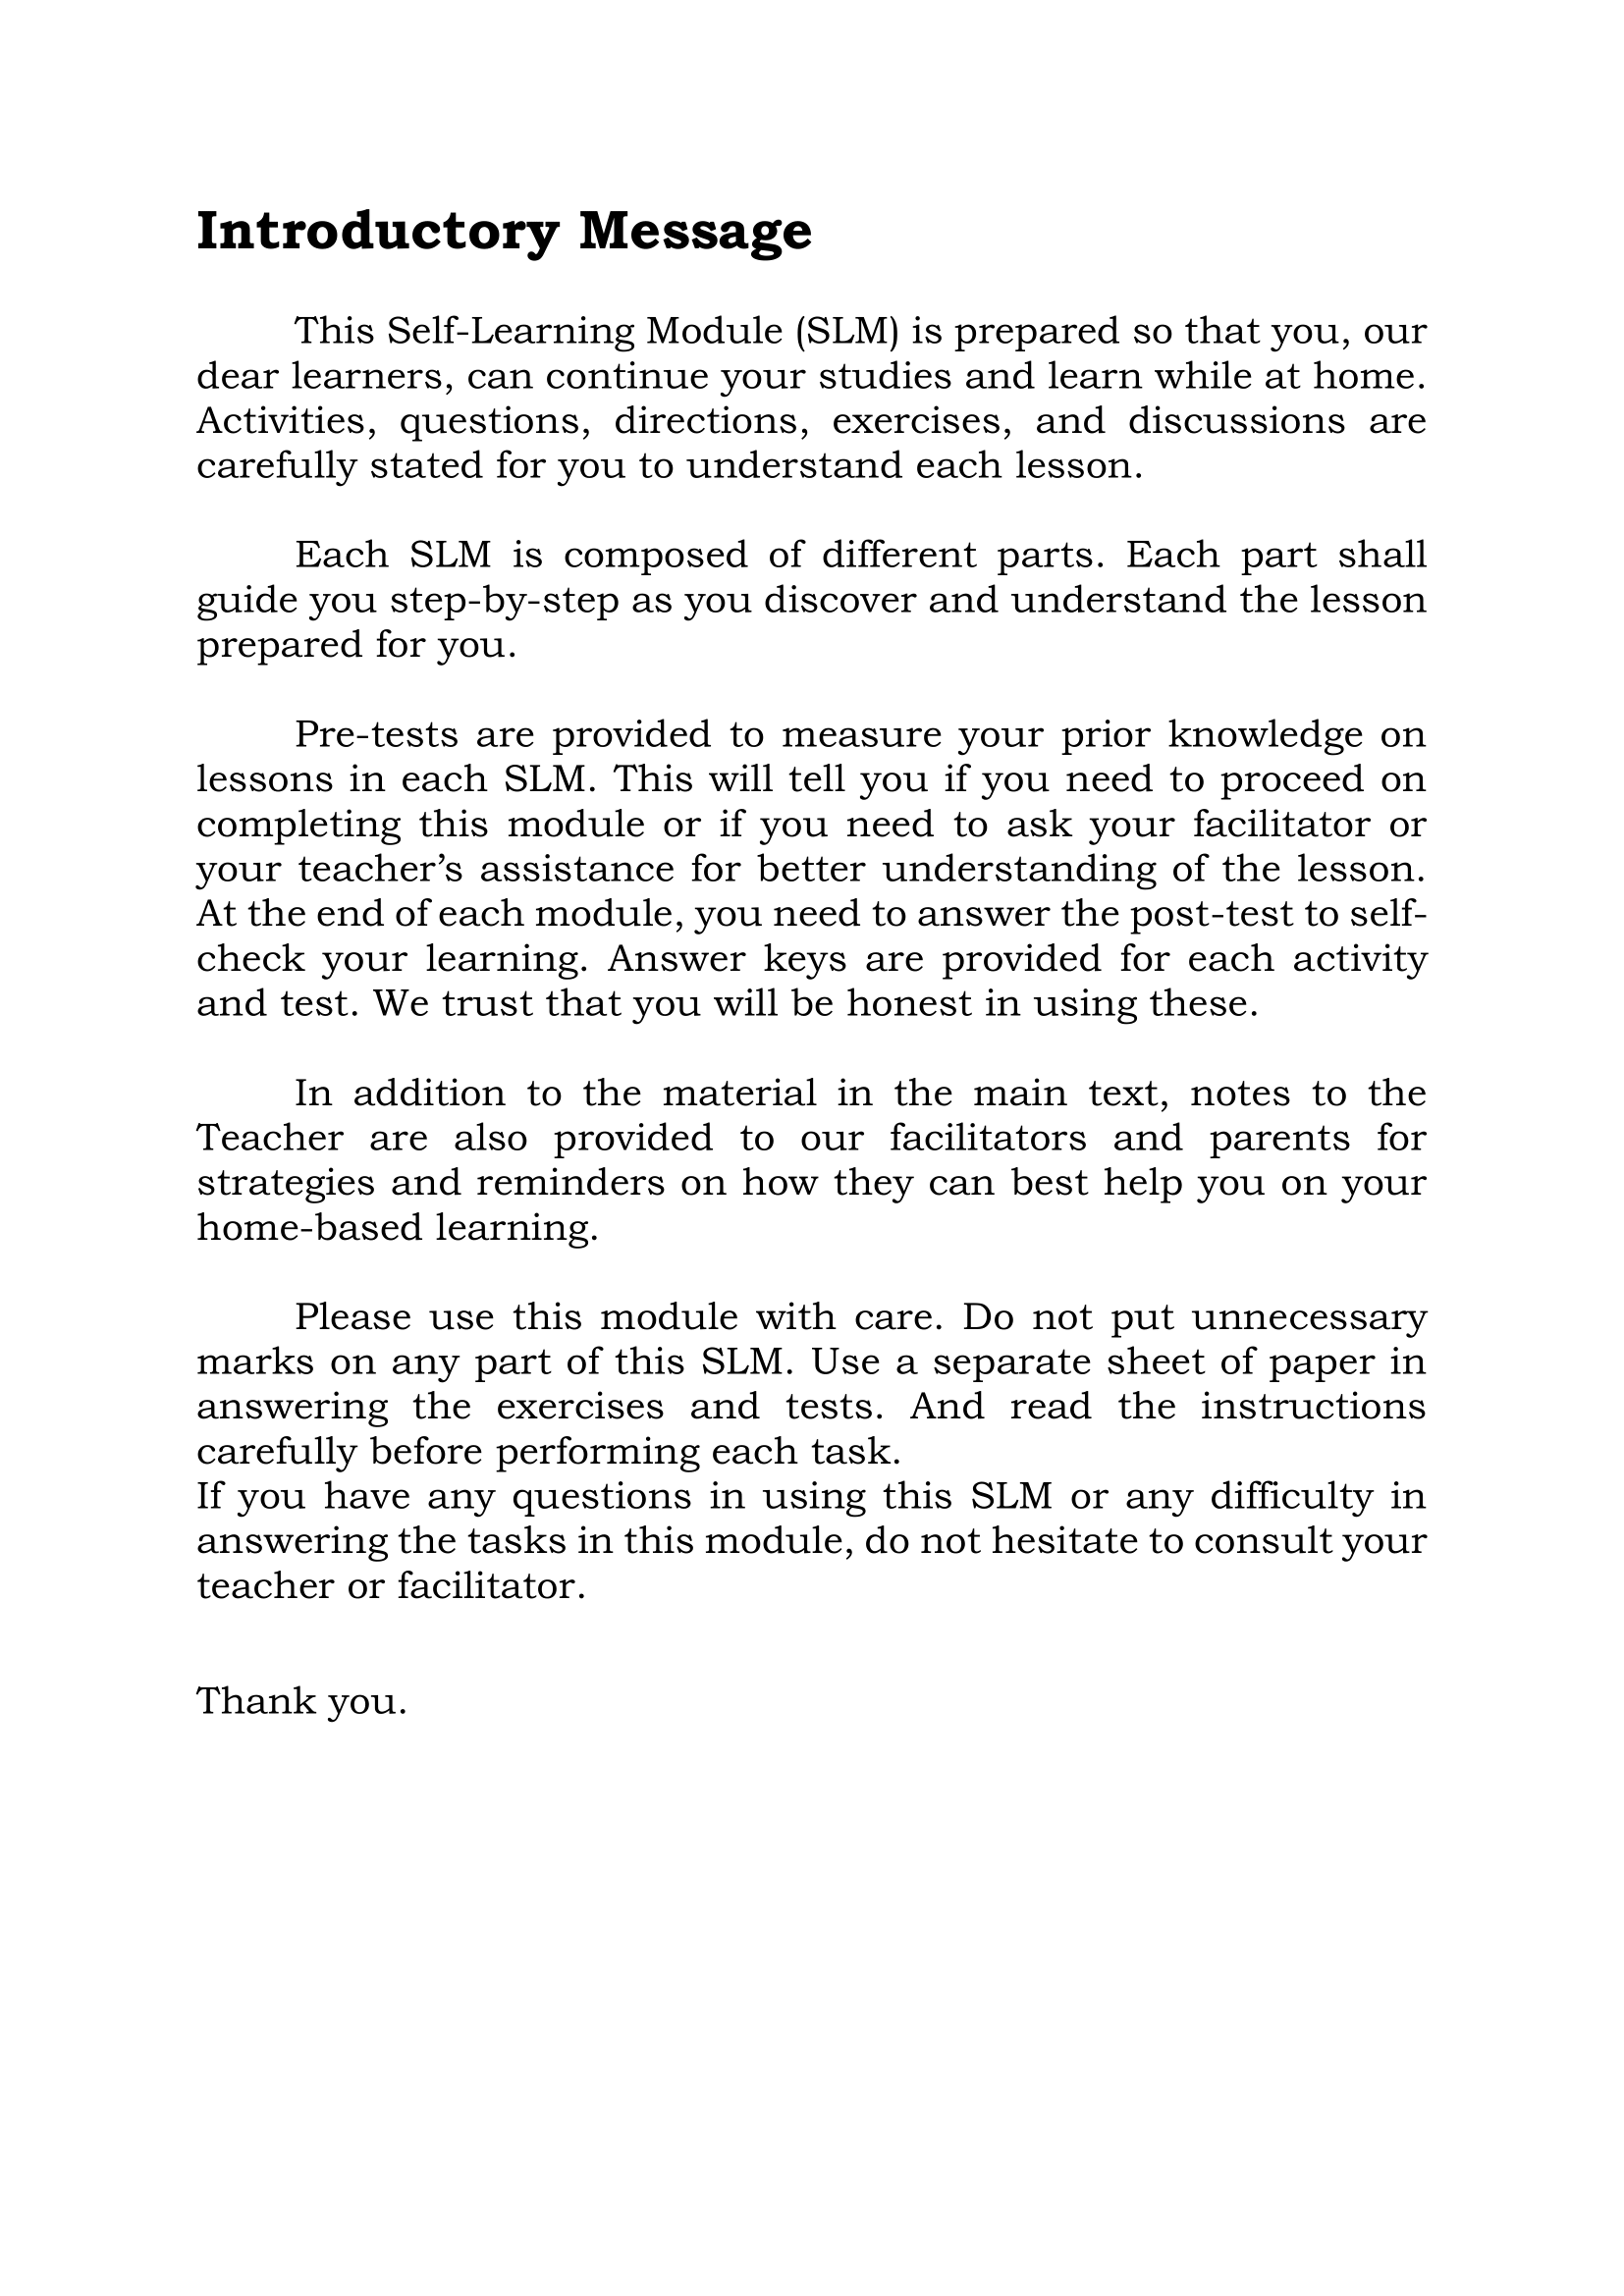 Introductory Message
This Self-Learning Module (SLM) is prepared so that you, our
dear learners, can continue your studies and learn while at home.
Activities, questions, directions, exercises, and discussions are
carefully stated for you to understand each lesson.
Each SLM is composed of different parts. Each part shall
guide you step-by-step as you discover and understand the lesson
prepared for you.
Pre-tests are provided to measure your prior knowledge on
lessons in each SLM. This will tell you if you need to proceed on
completing this module or if you need to ask your facilitator or
your teacher’s assistance for better understanding of the lesson.
At the end of each module, you need to answer the post-test to self-
check your learning. Answer keys are provided for each activity
and test. We trust that you will be honest in using these.
In addition to the material in the main text, notes to the
Teacher are also provided to our facilitators and parents for
strategies and reminders on how they can best help you on your
home-based learning.
Please use this module with care. Do not put unnecessary
marks on any part of this SLM. Use a separate sheet of paper in
answering the exercises and tests. And read the instructions
carefully before performing each task.
If you have any questions in using this SLM or any difficulty in
answering the tasks in this module, do not hesitate to consult your
teacher or facilitator.
Thank you.